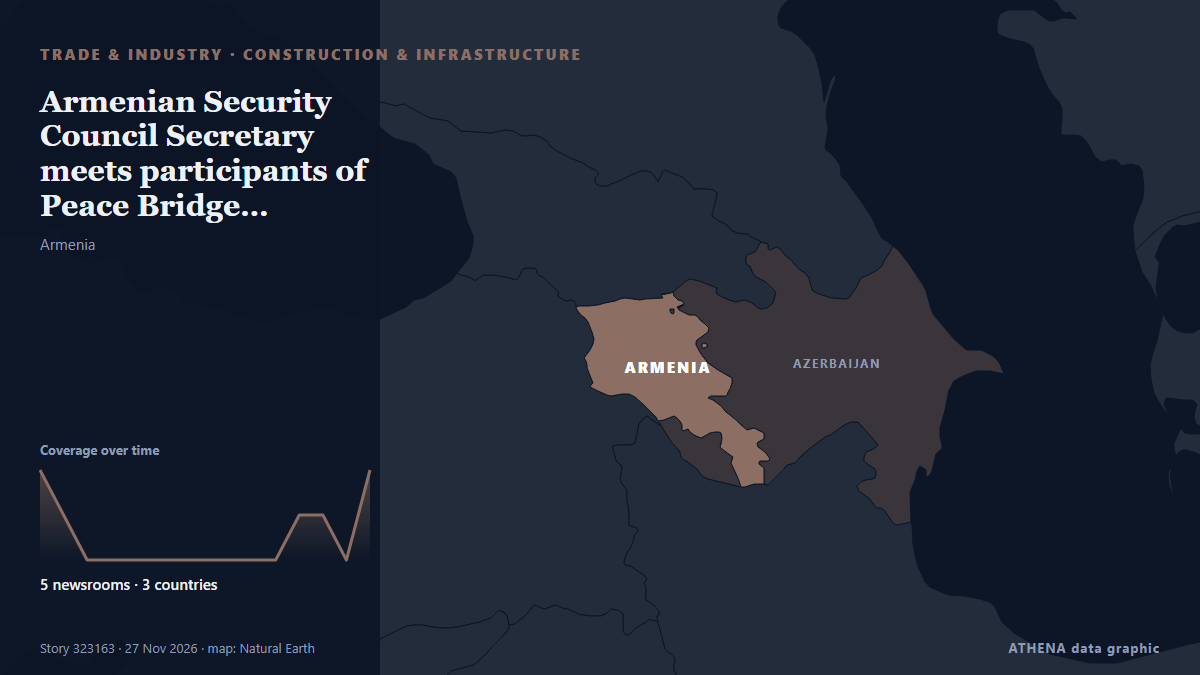 TRADE & INDUSTRY · CONSTRUCTION & INFRASTRUCTURE
Armenian Security
Council Secretary
meets participants of
Peace Bridge...
Armenia
ARMENIA
AZERBAIJAN
Coverage over time
5 newsrooms · 3 countries
Story 323163 · 27 Nov 2026 · map: Natural Earth
ATHENA data graphic